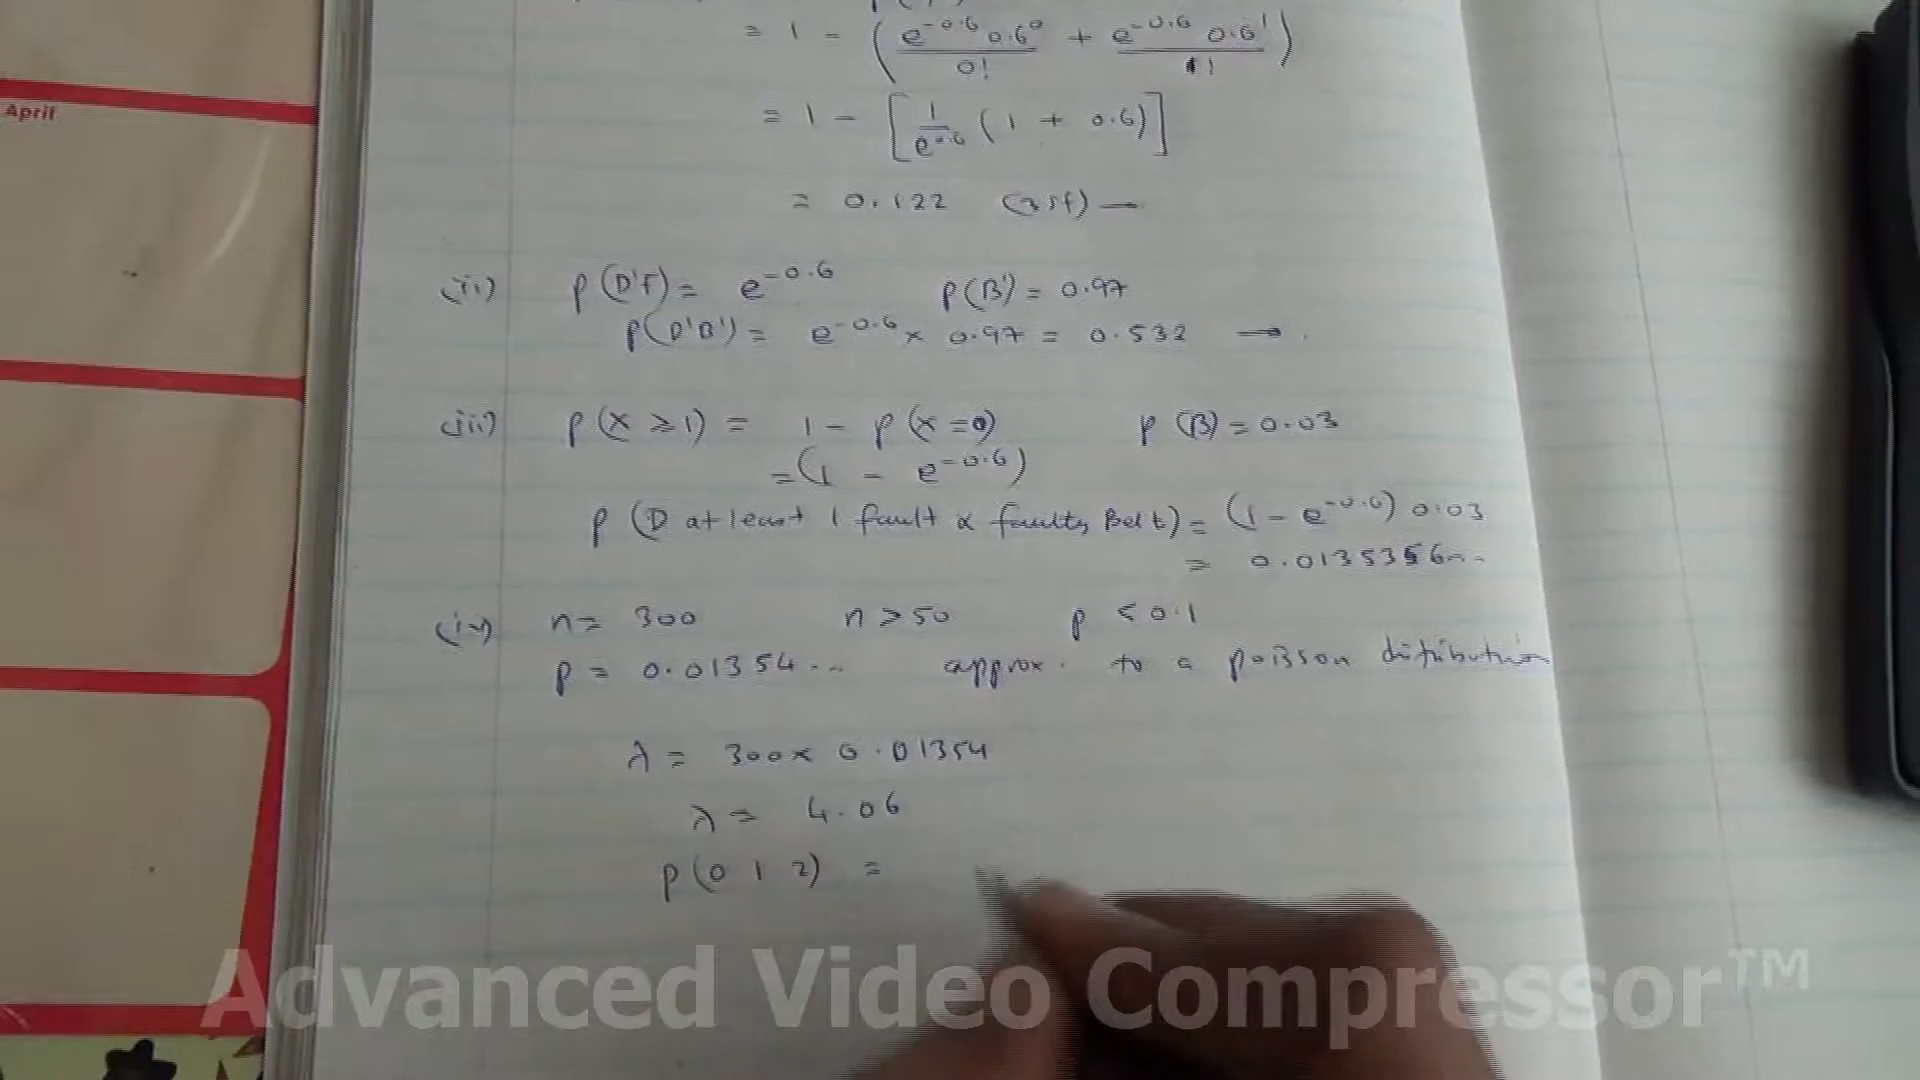 April
= 1 - (e^-0.6 0.6^0 / 0! + e^-0.6 0.6^1 / 1!)
= 1 - [1/e^0.6 (1 + 0.6)]
= 0.122 (3sf) —
(ii) P(D'F) = e^-0.6 P(B') = 0.97
P(D'B') = e^-0.6 × 0.97 = 0.532 —
(iii) P(X ≥ 1) = 1 - P(X = 0) P(B) = 0.03
= (1 - e^-0.6)
P(D at least 1 fault & faulty Belt) = (1 - e^-0.6) 0.03
= 0.0135356...
(iv) n = 300 n > 50 p < 0.1
p = 0.01354... approx. to a poisson distribution
λ = 300 × 0.01354
λ = 4.06
P(0 1 2) =
Advanced Video Compressor™